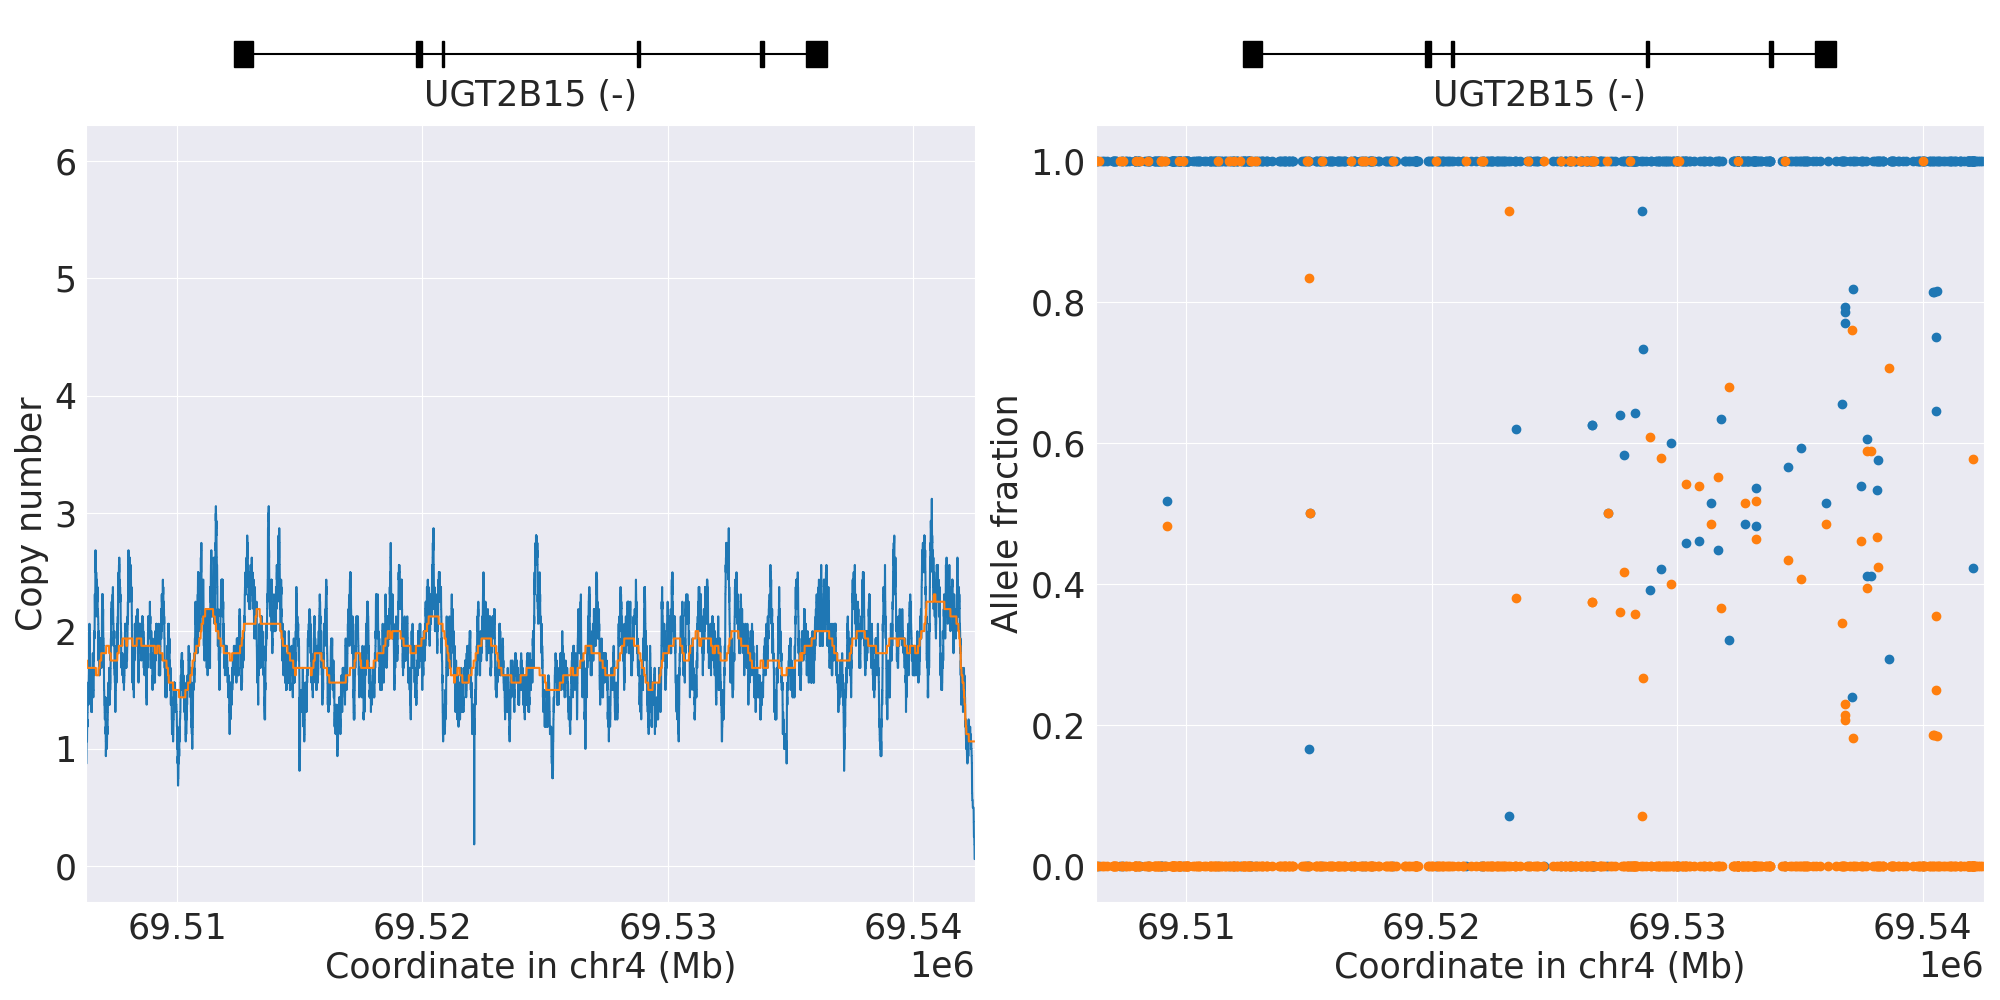 UGT2B15 (-)
6
5
4
3
2
1
0
Copy number
69.51 69.52 69.53 69.54
Coordinate in chr4 (Mb) 1e6
UGT2B15 (-)
1.0
0.8
0.6
0.4
0.2
0.0
Allele fraction
69.51 69.52 69.53 69.54
Coordinate in chr4 (Mb) 1e6